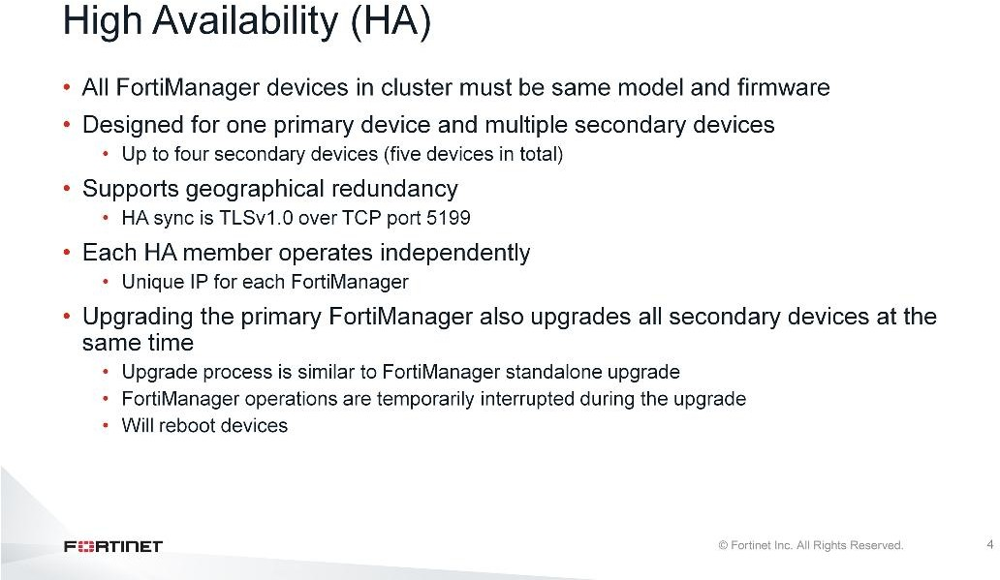 High Availability (HA)
• All FortiManager devices in cluster must be same model and firmware
• Designed for one primary device and multiple secondary devices
• Up to four secondary devices (five devices in total)
• Supports geographical redundancy
• HA sync is TLSv1.0 over TCP port 5199
• Each HA member operates independently
• Unique IP for each FortiManager
• Upgrading the primary FortiManager also upgrades all secondary devices at the
same time
• Upgrade process is similar to FortiManager standalone upgrade
• FortiManager operations are temporarily interrupted during the upgrade
• Will reboot devices
FORTINET
© Fortinet Inc. All Rights Reserved.
4